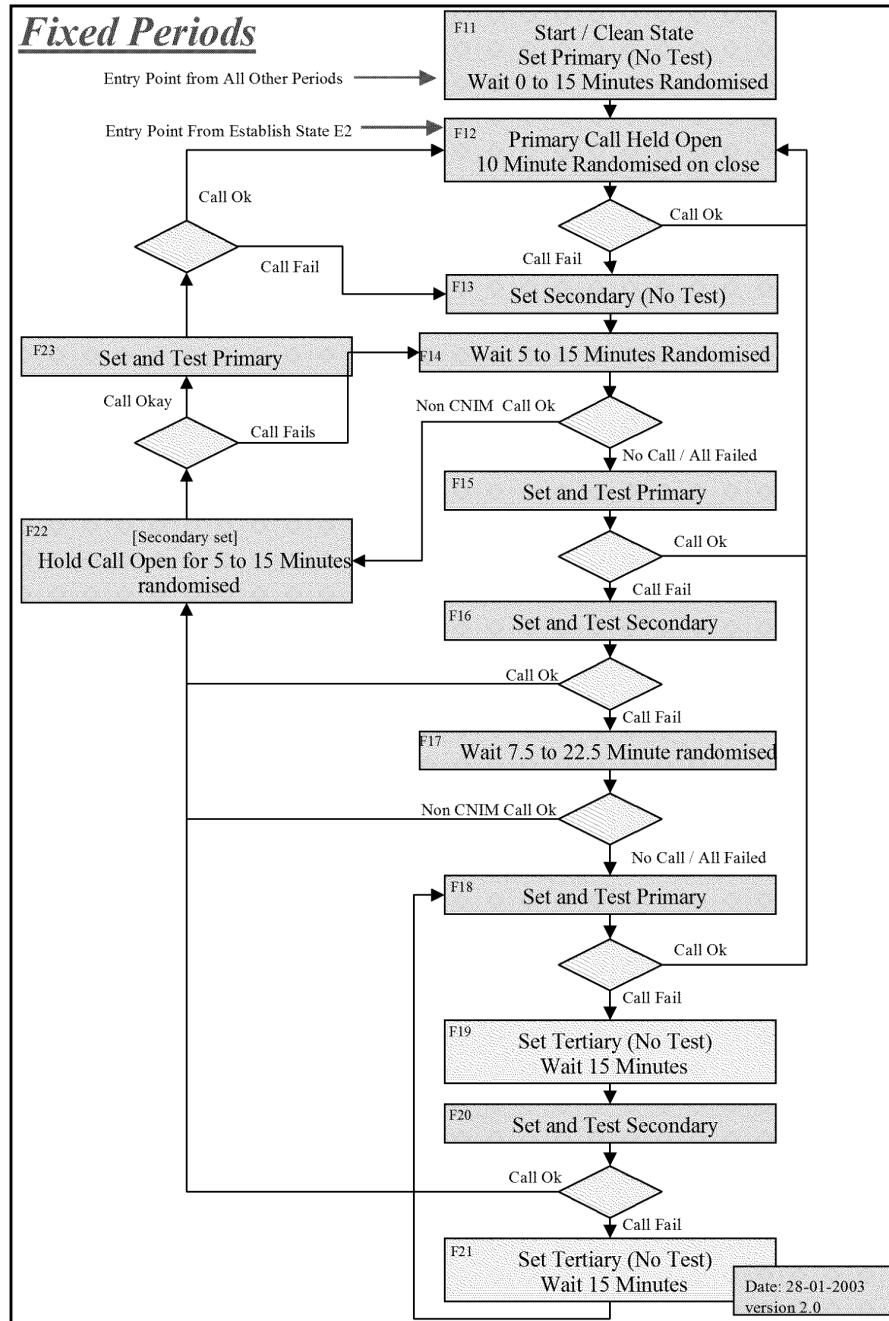 Fixed Periods
F11
Start / Clean State
Set Primary (No Test)
Wait 0 to 15 Minutes Randomised
Entry Point from All Other Periods
Entry Point From Establish State E2
F12
Primary Call Held Open
10 Minute Randomised on close
Call Ok
Call Ok
Call Fail
Call Fail
F13
Set Secondary (No Test)
F23
Set and Test Primary
F14
Wait 5 to 15 Minutes Randomised
Call Okay
Non CNIM Call Ok
Call Fails
No Call / All Failed
F15
Set and Test Primary
F22
[Secondary set]
Hold Call Open for 5 to 15 Minutes
randomised
Call Ok
Call Fail
F16
Set and Test Secondary
Call Ok
Call Fail
F17
Wait 7.5 to 22.5 Minute randomised
Non CNIM Call Ok
No Call / All Failed
F18
Set and Test Primary
Call Ok
Call Fail
F19
Set Tertiary (No Test)
Wait 15 Minutes
F20
Set and Test Secondary
Call Ok
Call Fail
F21
Set Tertiary (No Test)
Wait 15 Minutes
Date: 28-01-2003
version 2.0